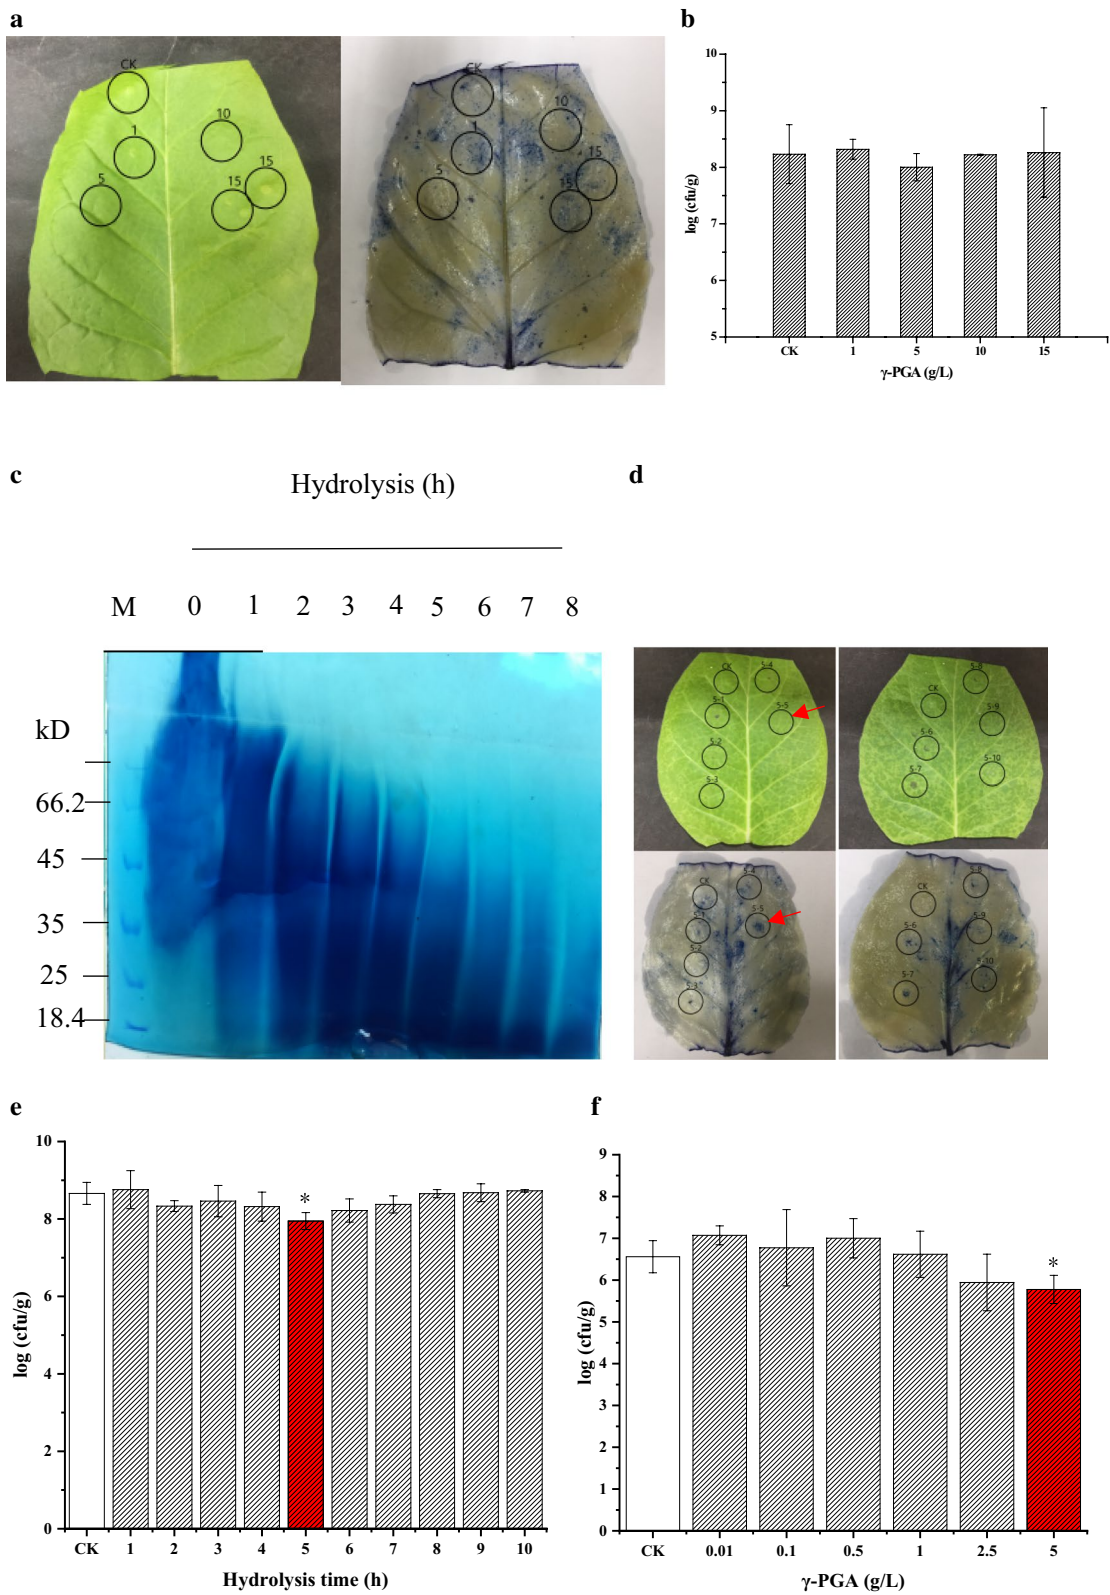 a
CK
1
5
10
15
15
CK
1
5
10
15
15
b
log (cfu/g)
10
9
8
7
6
5
CK 1 5 10 15
γ-PGA (g/L)
c
Hydrolysis (h)
M 0 1 2 3 4 5 6 7 8
kD
66.2
45
35
25
18.4
d
CK
5-4
5-1
5-5
5-2
5-3
5-8
CK
5-9
5-6
5-10
5-7
CK
5-4
5-1
5-5
5-2
5-3
5-8
CK
5-9
5-6
5-10
5-7
e
log (cfu/g)
10
8
6
4
2
0
*
CK 1 2 3 4 5 6 7 8 9 10
Hydrolysis time (h)
f
log (cfu/g)
9
8
7
6
5
4
3
2
1
0
*
CK 0.01 0.1 0.5 1 2.5 5
γ-PGA (g/L)